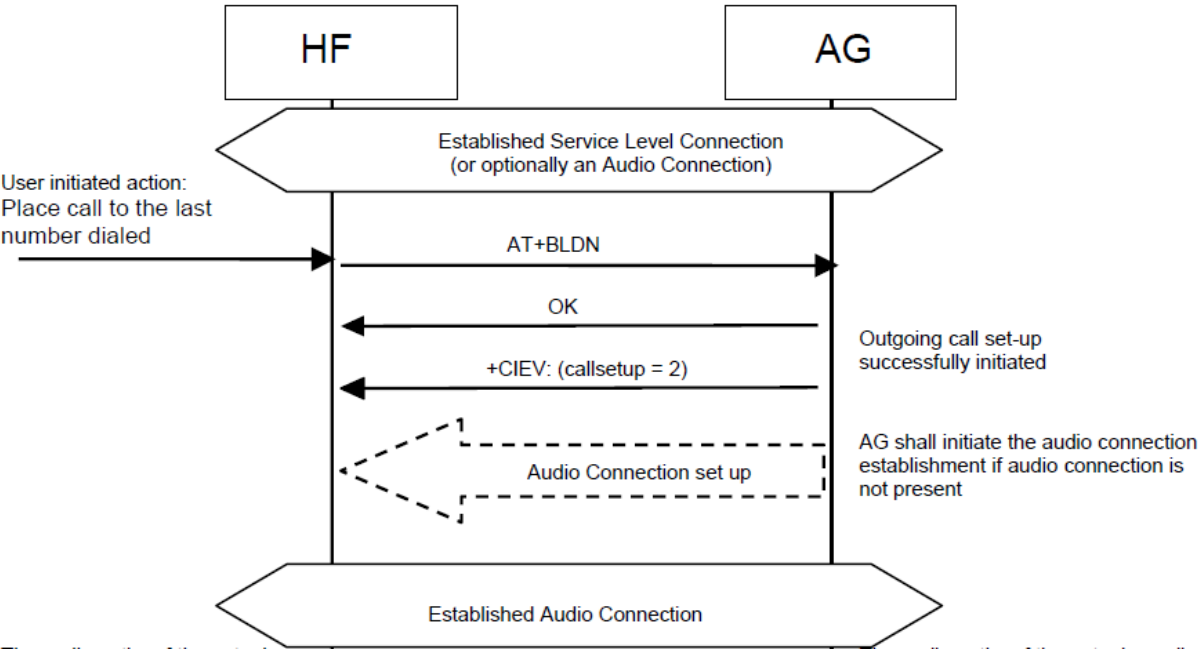 HF
AG
Established Service Level Connection
(or optionally an Audio Connection)
User initiated action:
Place call to the last
number dialed
AT+BLDN
OK
Outgoing call set-up
successfully initiated
+CIEV: (callsetup = 2)
AG shall initiate the audio connection
establishment if audio connection is
not present
Audio Connection set up
Established Audio Connection